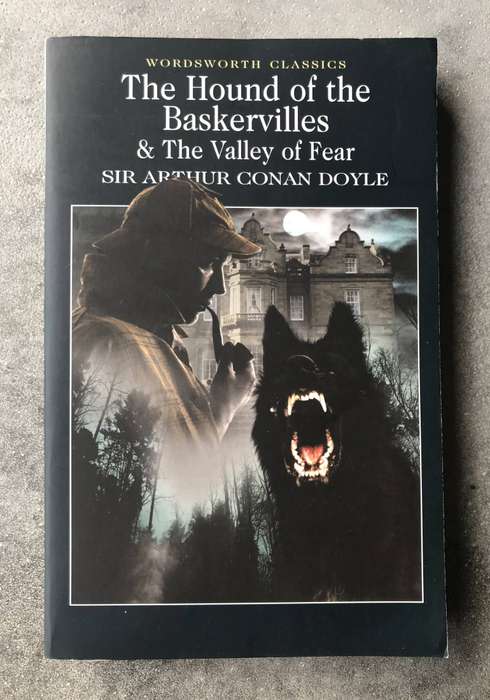 WORDSWORTH CLASSICS
The Hound of the
Baskervilles
& The Valley of Fear
SIR ARTHUR CONAN DOYLE